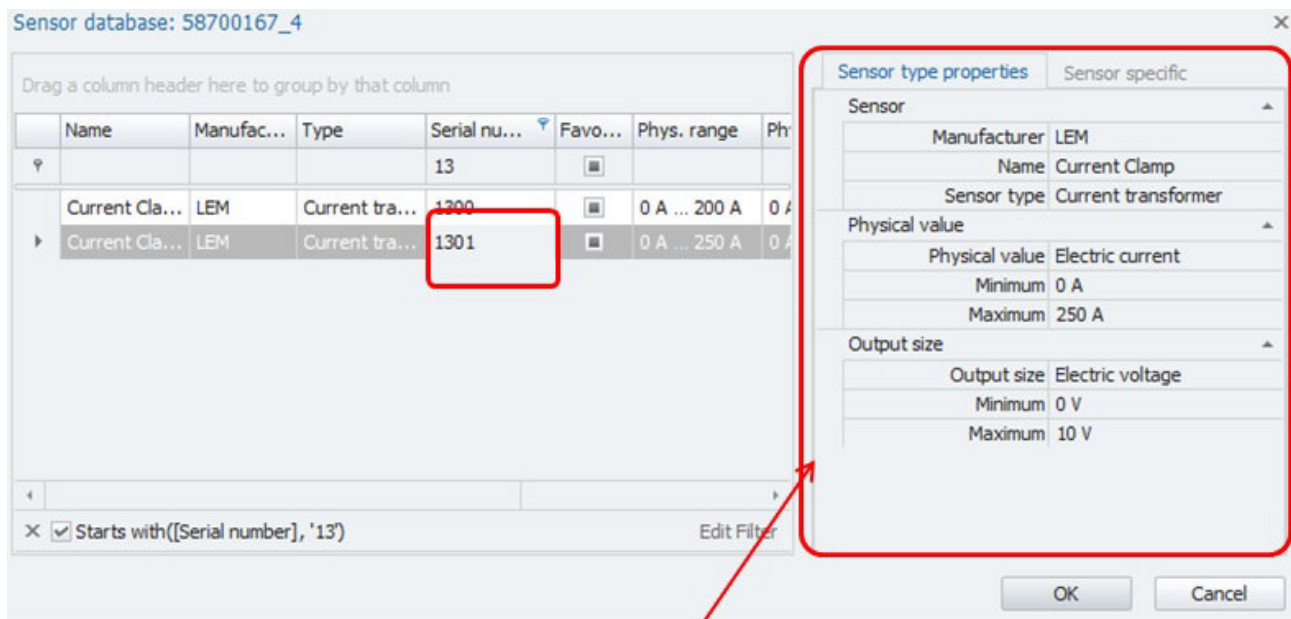 Sensor database: 58700167_4
Drag a column header here to group by that column
Name Manufac... Type Serial nu... Favo... Phys. range Ph
13
Current Cla... LEM Current tra... 1300 0 A ... 200 A 0 A
Current Cla... LEM Current tra... 1301 0 A ... 250 A 0 A
Starts with([Serial number], '13') Edit Filter
Sensor type properties Sensor specific
Sensor
Manufacturer LEM
Name Current Clamp
Sensor type Current transformer
Physical value
Physical value Electric current
Minimum 0 A
Maximum 250 A
Output size
Output size Electric voltage
Minimum 0 V
Maximum 10 V
OK Cancel